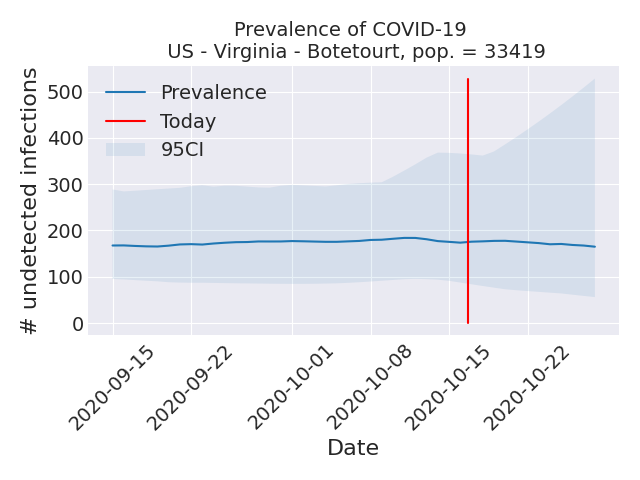 Prevalence of COVID-19
US - Virginia - Botetourt, pop. = 33419
# undetected infections
500
400
300
200
100
0
Prevalence
Today
95CI
2020-09-15
2020-09-22
2020-10-01
2020-10-08
2020-10-15
2020-10-22
Date